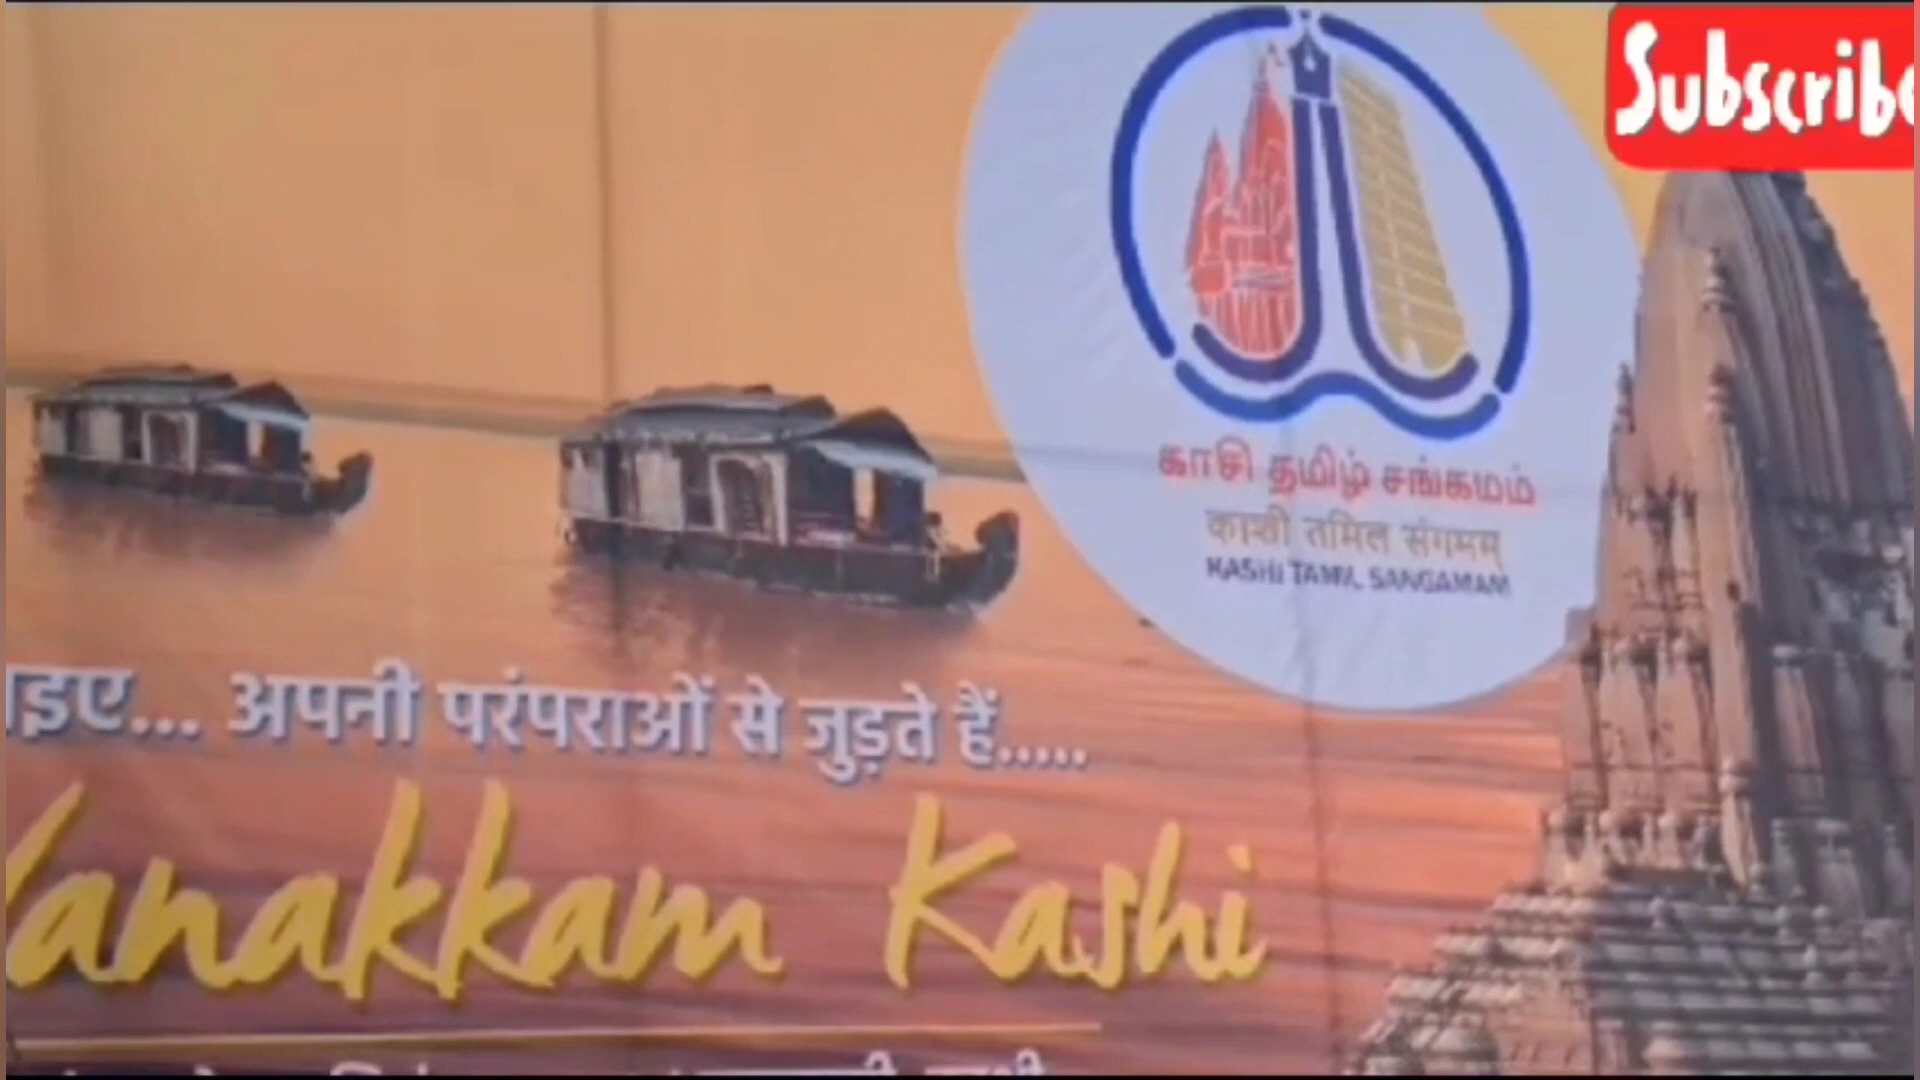 Subscribe
காசி தமிழ் சங்கமம்
काशी तमिल संगमम्
KASHI TAMIL SANGAMAM
अपनी परंपराओं से जुड़ते हैं.....
Vanakkam Kashi